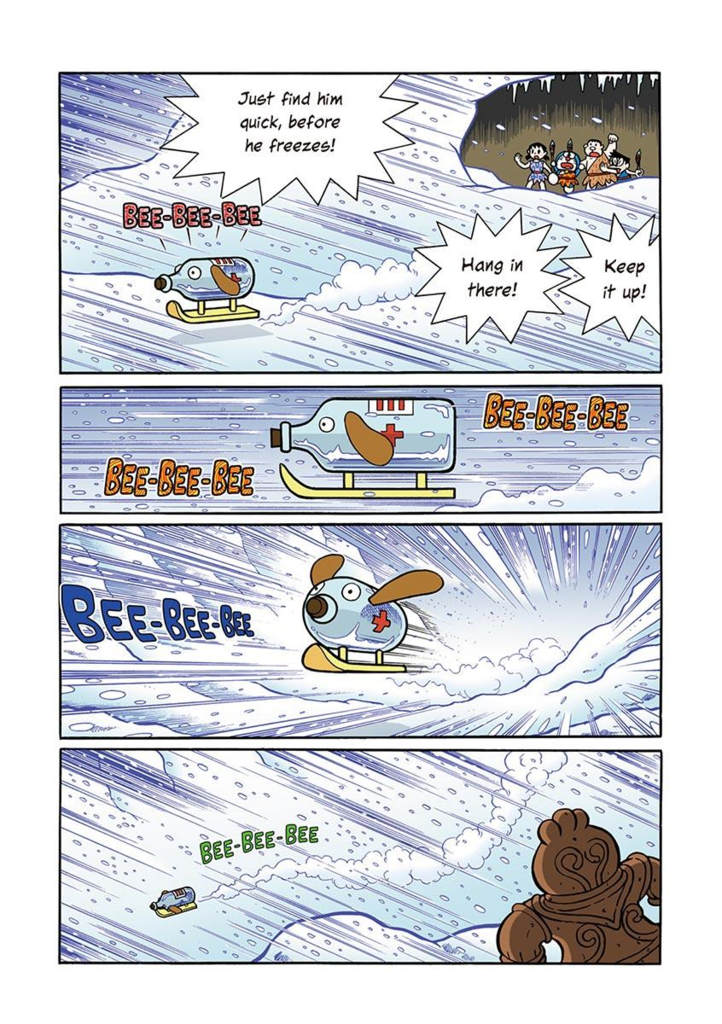 Just find him
quick, before
he freezes!
BEE-BEE-BEE
Hang in
there!
Keep
it up!
BEE-BEE-BEE
BEE-BEE-BEE
BEE-BEE-BEE
BEE-BEE-BEE